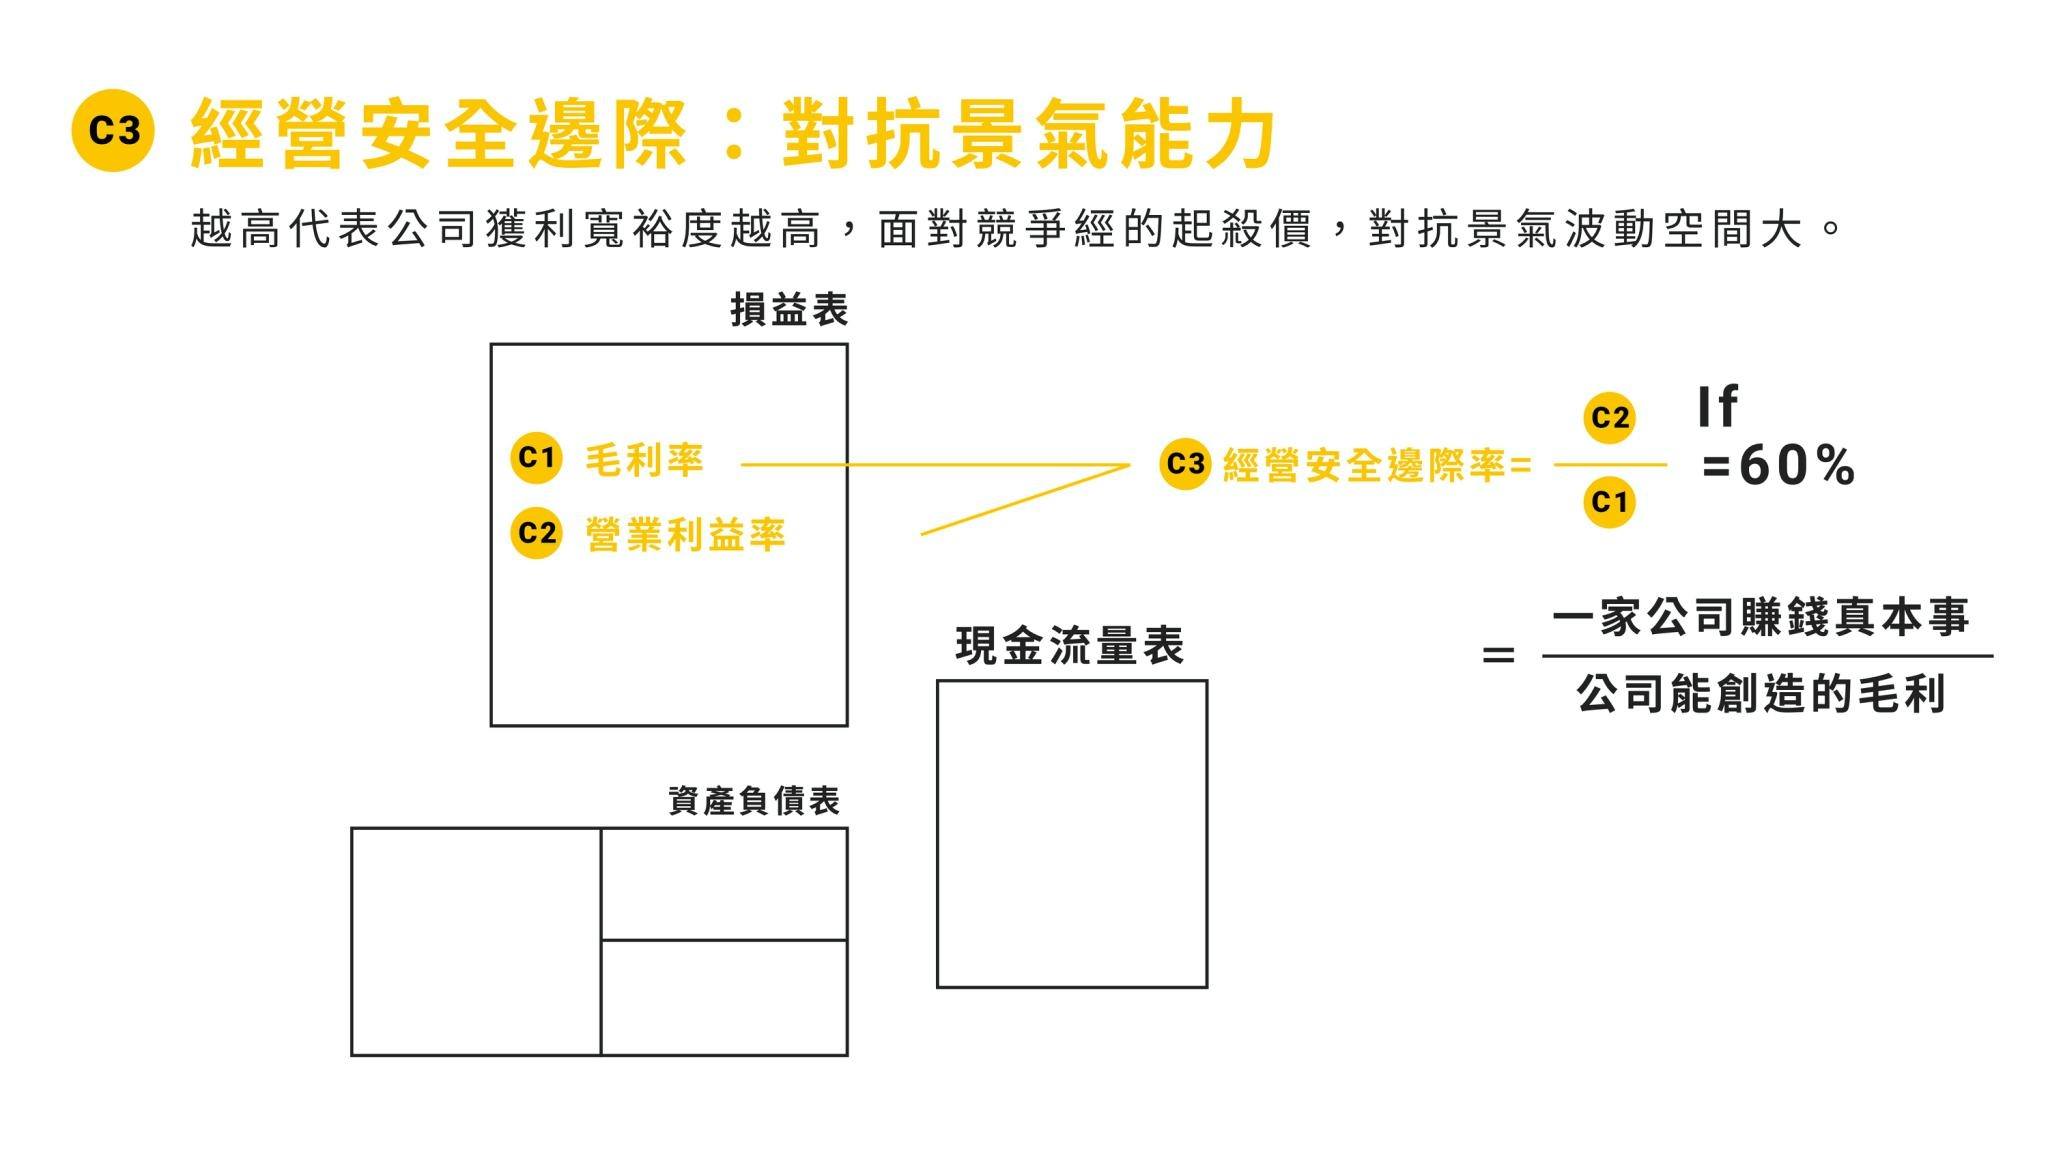 C3 經營安全邊際：對抗景氣能力
越高代表公司獲利寬裕度越高，面對競爭經的起殺價，對抗景氣波動空間大。
損益表
C1 毛利率
C2 營業利益率
C3 經營安全邊際率=
C2
C1
If
=60%
=
一家公司賺錢真本事
公司能創造的毛利
現金流量表
資產負債表